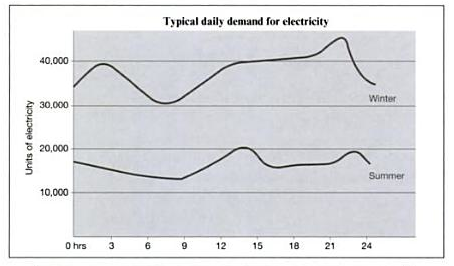 Typical daily demand for electricity
Units of electricity
40,000
30,000
20,000
10,000
Winter
Summer
0 hrs 3 6 9 12 15 18 21 24